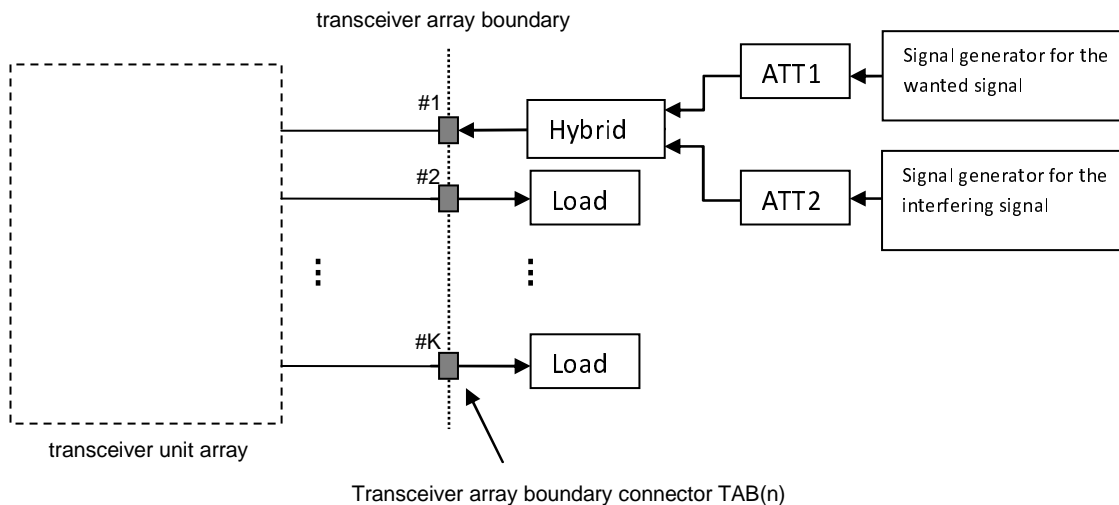 transceiver array boundary
Signal generator for the
wanted signal
ATT1
#1
Hybrid
#2
Load
ATT2
Signal generator for the
interfering signal
#K
Load
transceiver unit array
Transceiver array boundary connector TAB(n)